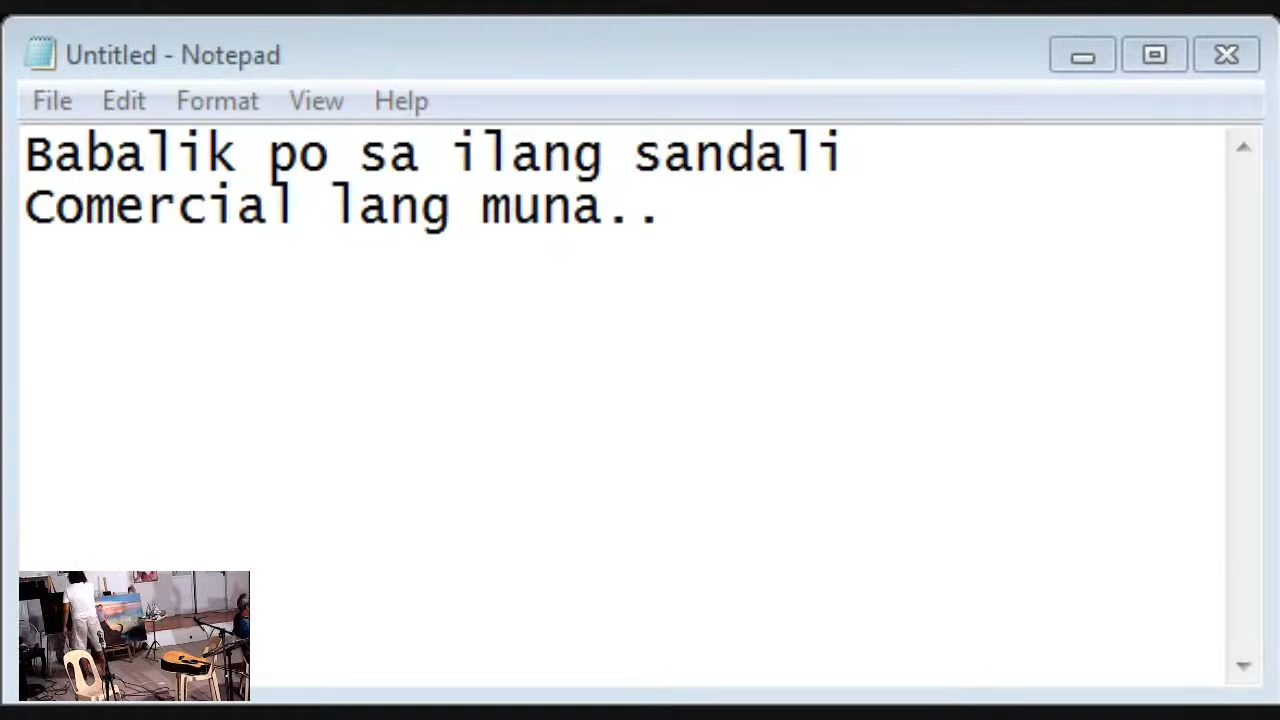 Untitled - Notepad
File Edit Format View Help
Babalik po sa ilang sandali
Comercial lang muna..